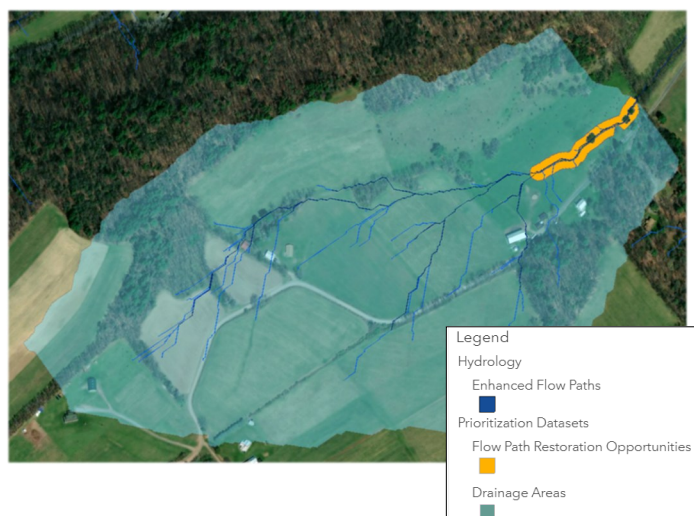 Legend
Hydrology
Enhanced Flow Paths
Prioritization Datasets
Flow Path Restoration Opportunities
Drainage Areas